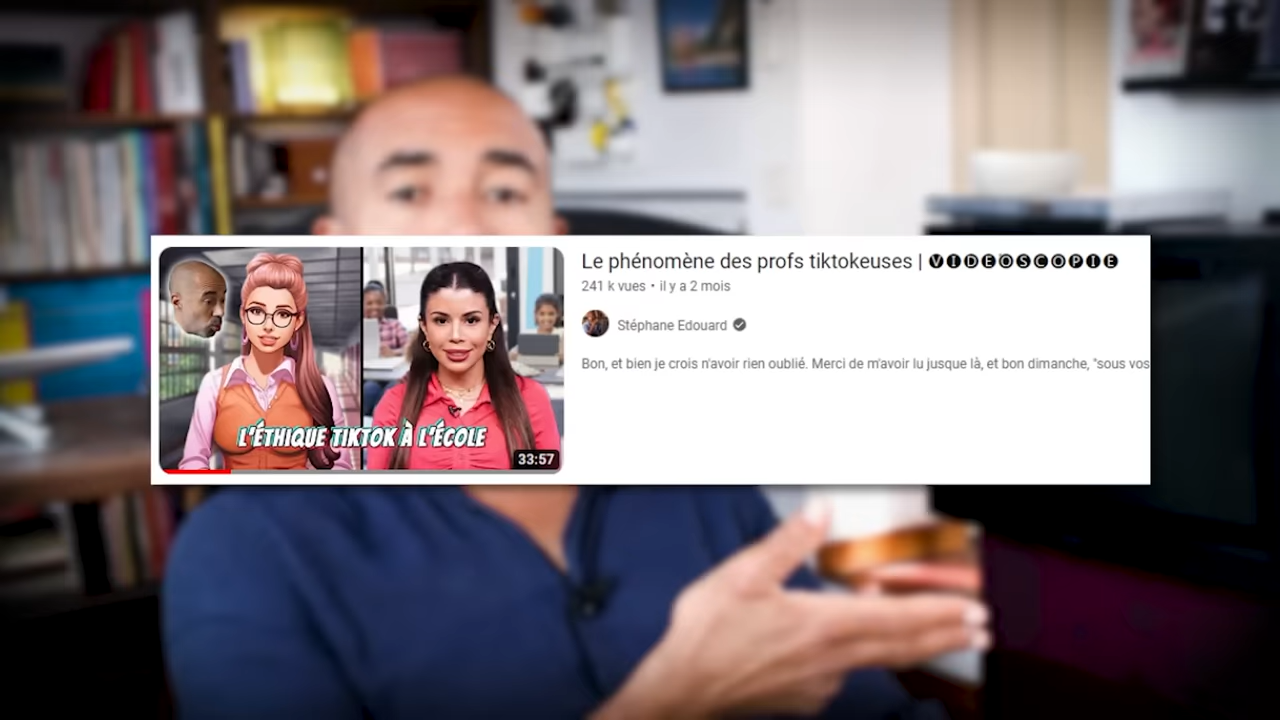 Le phénomène des profs tiktokeuses | 🅥🅘🅓🅔🅞🅢🅒🅞🅟🅘🅔
241 k vues • il y a 2 mois
Stéphane Edouard
Bon, et bien je crois n'avoir rien oublié. Merci de m'avoir lu jusque là, et bon dimanche, "sous vos
L'ÉTHIQUE TIKTOK À L'ÉCOLE
33:57